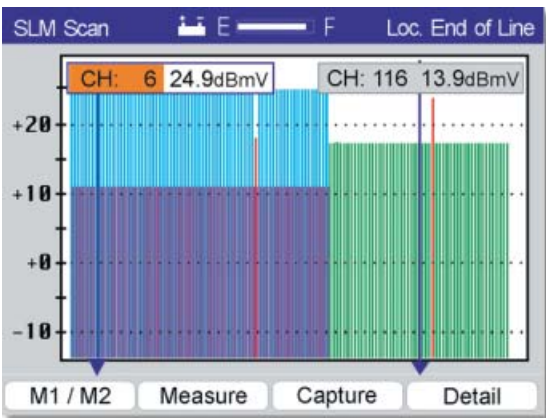 SLM Scan E F Loc. End of Line
CH: 6 24.9dBmV CH: 116 13.9dBmV
+20
+10
+0
-10
M1 / M2 Measure Capture Detail